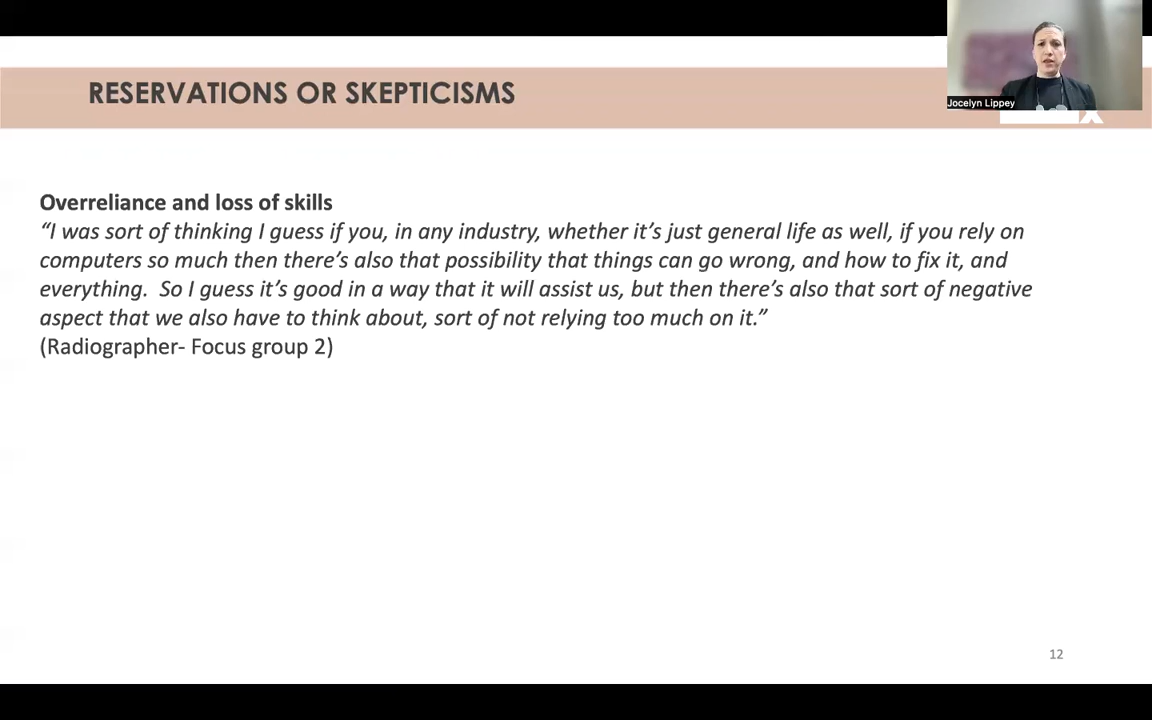 RESERVATIONS OR SKEPTICISMS
Jocelyn Lippey
Overreliance and loss of skills
“I was sort of thinking I guess if you, in any industry, whether it’s just general life as well, if you rely on
computers so much then there’s also that possibility that things can go wrong, and how to fix it, and
everything.  So I guess it’s good in a way that it will assist us, but then there’s also that sort of negative
aspect that we also have to think about, sort of not relying too much on it.”
(Radiographer- Focus group 2)
12